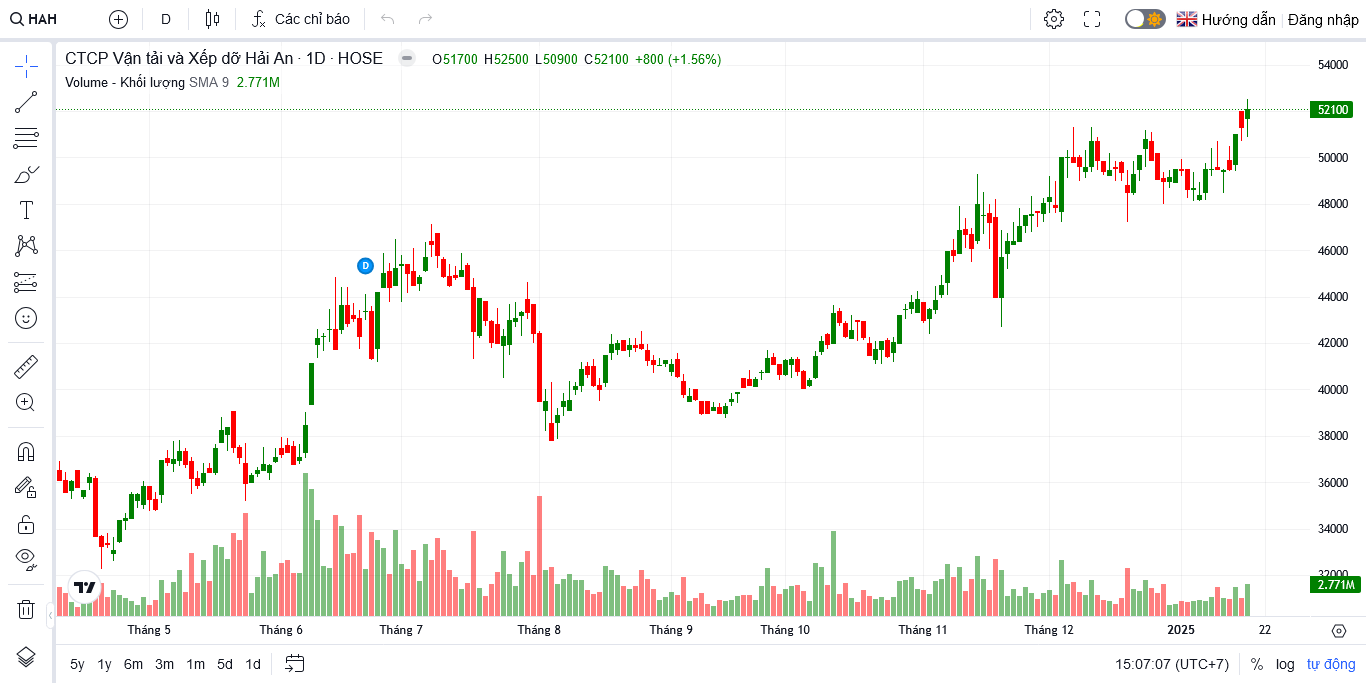 HAH D Các chỉ báo Hướng dẫn Đăng nhập
CTCP Vận tải và Xếp dỡ Hải An · 1D · HOSE O51700 H52500 L50900 C52100 +800 (+1.56%)
Volume - Khối lượng SMA 9 2.771M
54000
52100
50000
48000
46000
44000
42000
40000
38000
36000
34000
32000
2.771M
D
Tháng 5 Tháng 6 Tháng 7 Tháng 8 Tháng 9 Tháng 10 Tháng 11 Tháng 12 2025 22
5y 1y 6m 3m 1m 5d 1d 15:07:07 (UTC+7) % log tự động